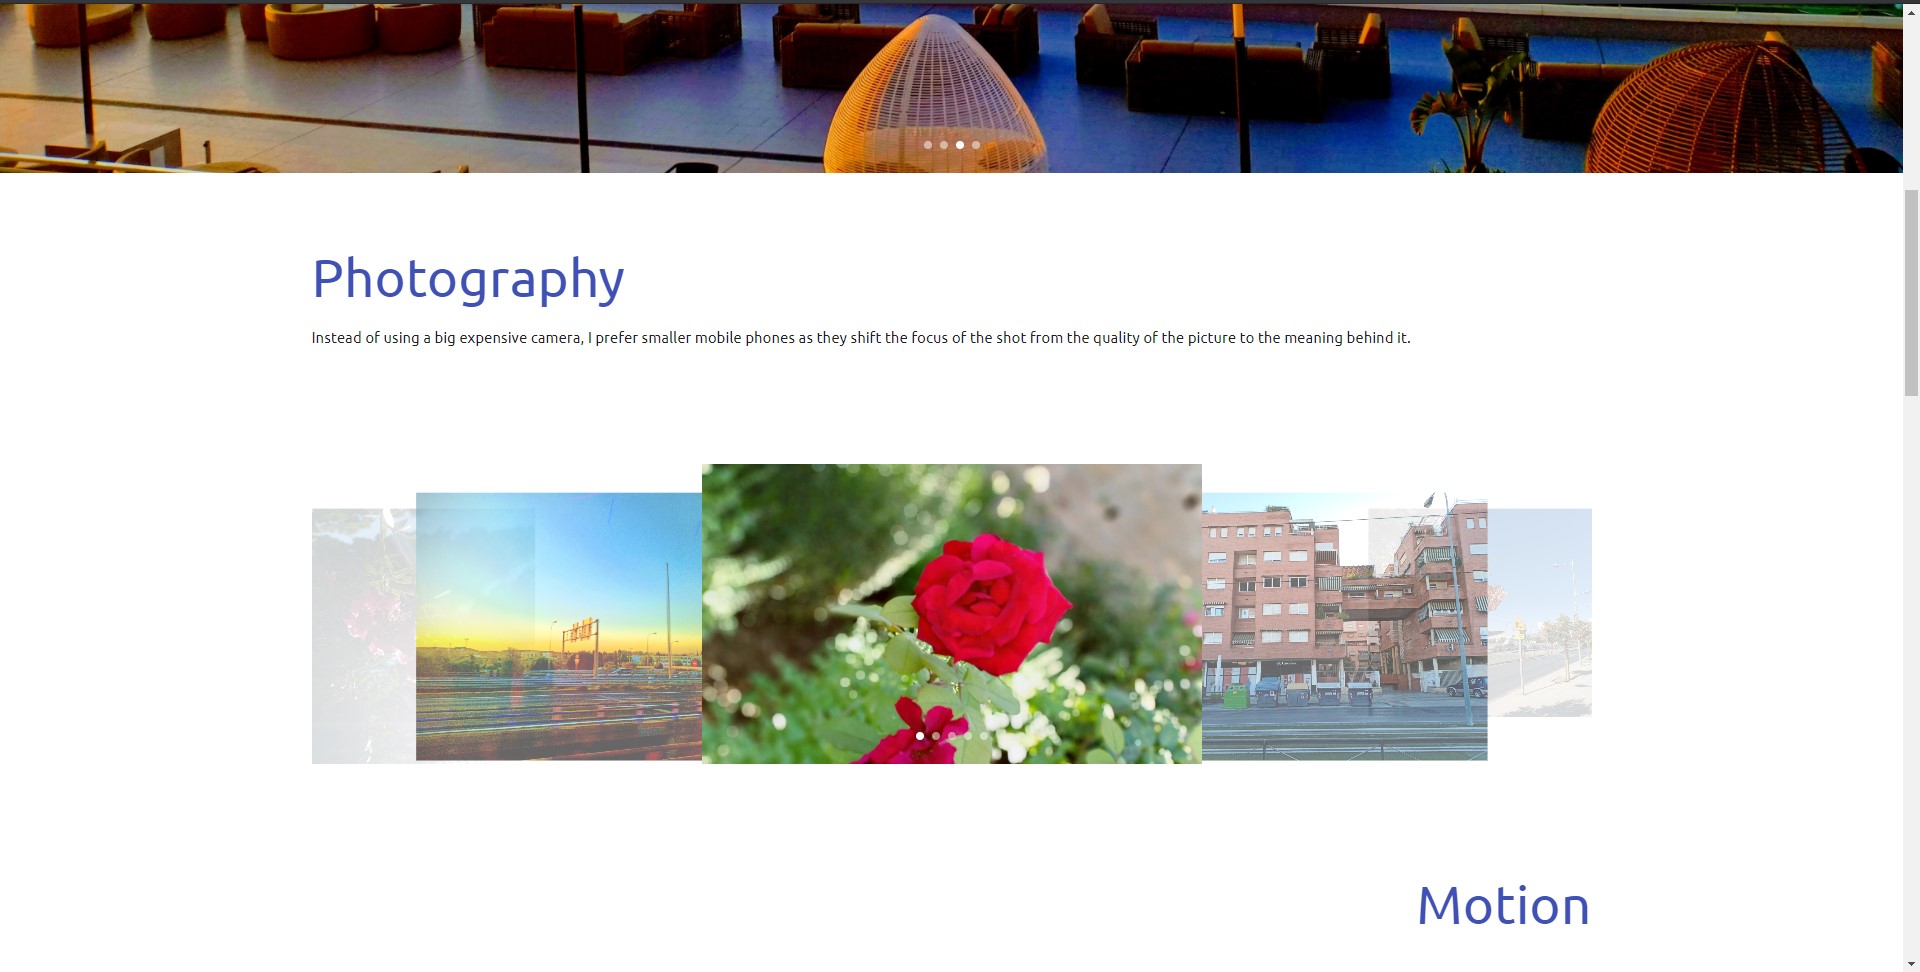 Photography
Instead of using a big expensive camera, I prefer smaller mobile phones as they shift the focus of the shot from the quality of the picture to the meaning behind it.
Motion